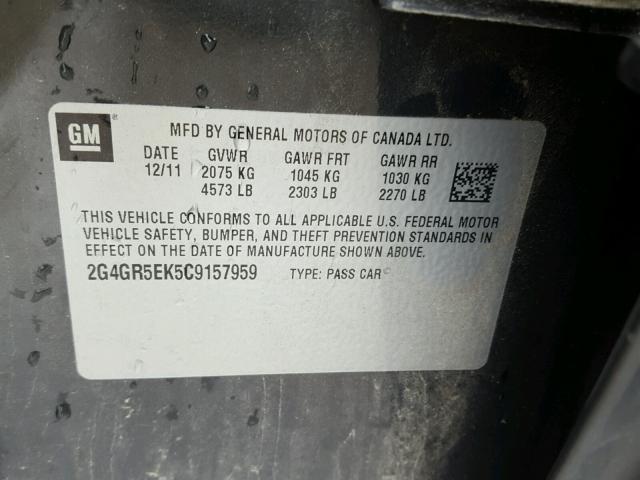 GM
MFD BY GENERAL MOTORS OF CANADA LTD.
DATE GVWR GAWR FRT GAWR RR
12/11 2075 KG 1045 KG 1030 KG
4573 LB 2303 LB 2270 LB
THIS VEHICLE CONFORMS TO ALL APPLICABLE U.S. FEDERAL MOTOR
VEHICLE SAFETY, BUMPER, AND THEFT PREVENTION STANDARDS IN
EFFECT ON THE DATE OF MANUFACTURE SHOWN ABOVE.
2G4GR5EK5C9157959 TYPE: PASS CAR